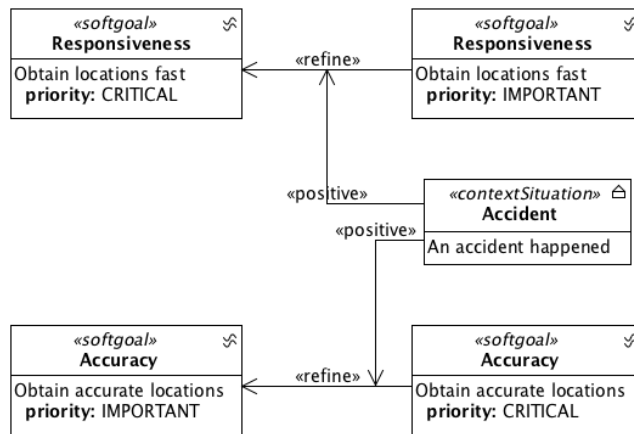 «softgoal»
Responsiveness
Obtain locations fast
priority: CRITICAL
«refine»
«softgoal»
Responsiveness
Obtain locations fast
priority: IMPORTANT
«positive»
«contextSituation»
Accident
An accident happened
«positive»
«softgoal»
Accuracy
Obtain accurate locations
priority: IMPORTANT
«refine»
«softgoal»
Accuracy
Obtain accurate locations
priority: CRITICAL